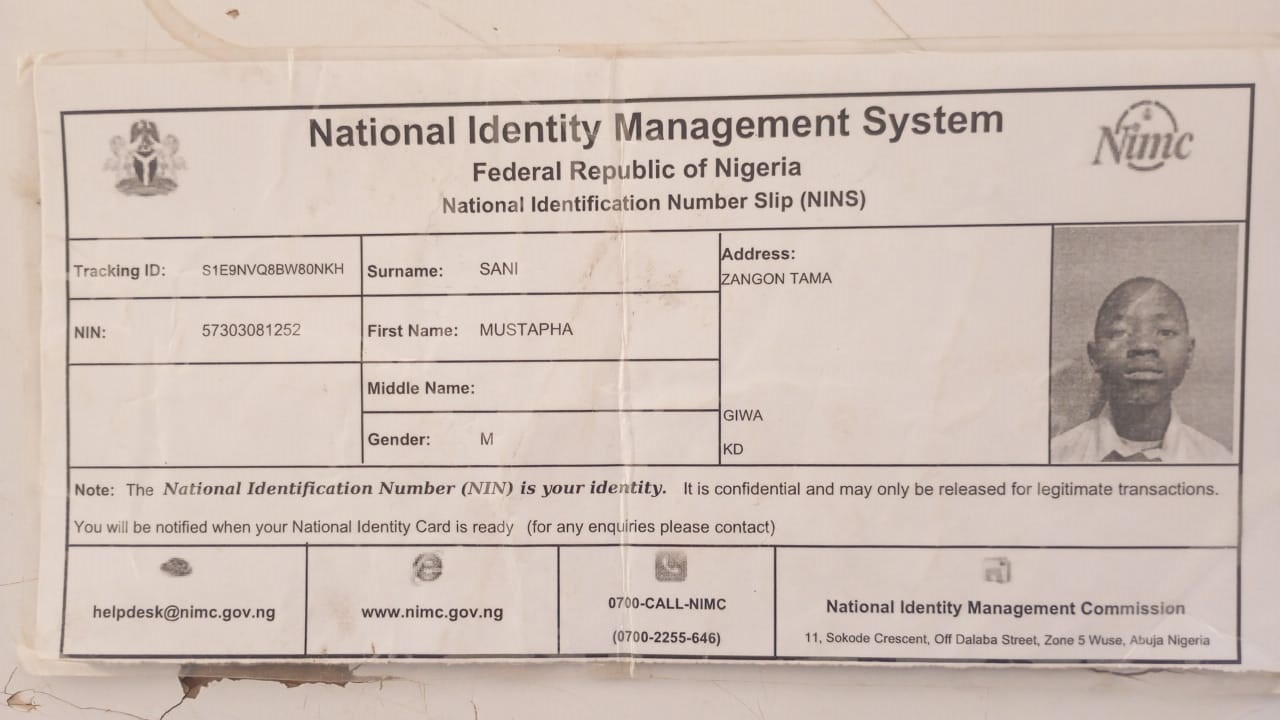 National Identity Management System
Federal Republic of Nigeria
National Identification Number Slip (NINS)
Nimc
Tracking ID: S1E9NVQ8BW80NKH
Surname: SANI
Address:
ZANGON TAMA
NIN: 57303081252
First Name: MUSTAPHA
Middle Name:
GIWA
Gender: M
KD
Note: The National Identification Number (NIN) is your identity. It is confidential and may only be released for legitimate transactions.
You will be notified when your National Identity Card is ready (for any enquiries please contact)
helpdesk@nimc.gov.ng
www.nimc.gov.ng
0700-CALL-NIMC
(0700-2255-646)
National Identity Management Commission
11, Sokode Crescent, Off Dalaba Street, Zone 5 Wuse, Abuja Nigeria